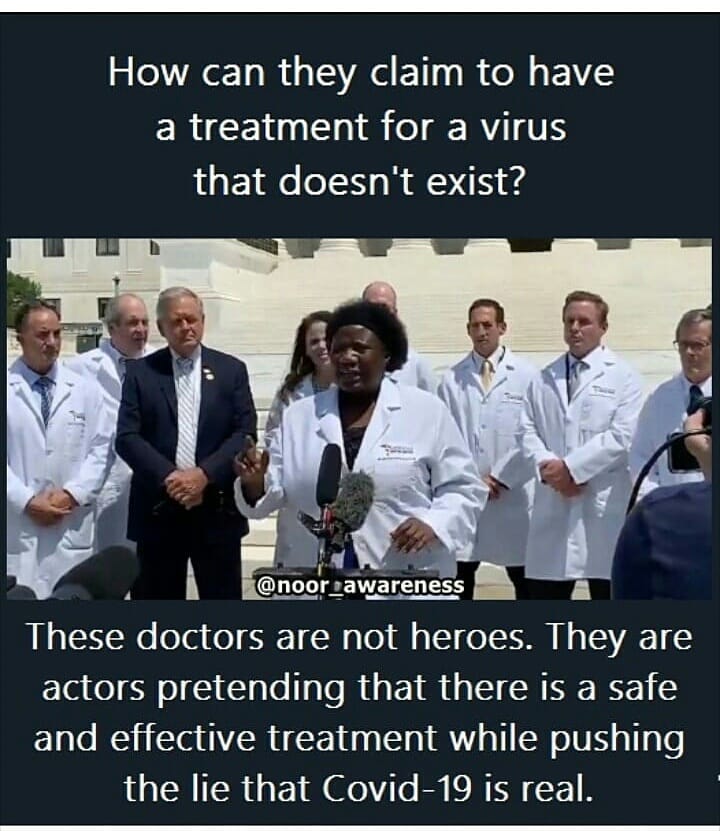 How can they claim to have
a treatment for a virus
that doesn't exist?
@noor_awareness
These doctors are not heroes. They are
actors pretending that there is a safe
and effective treatment while pushing
the lie that Covid-19 is real.